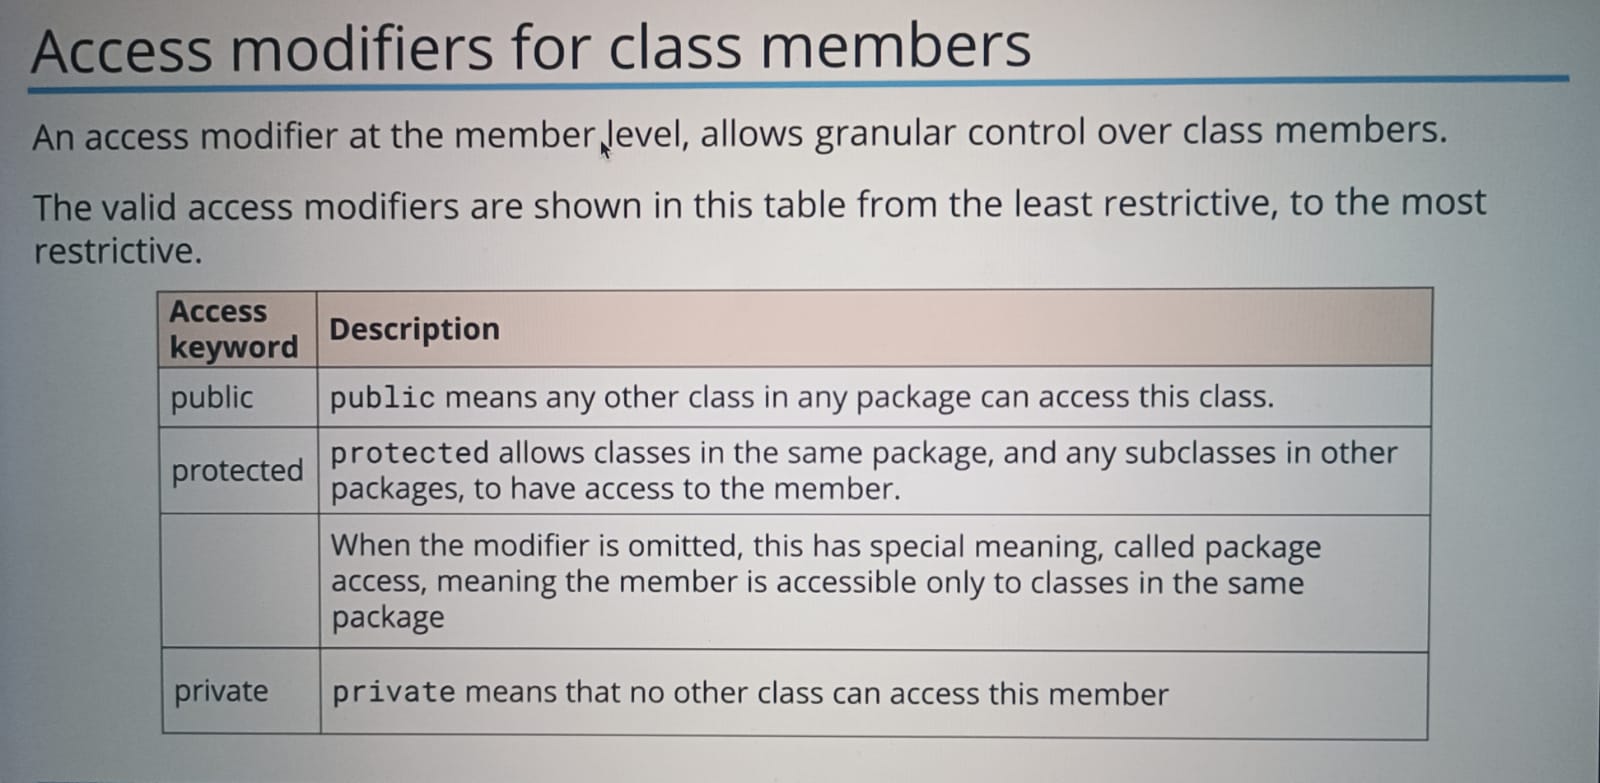 Access modifiers for class members
An access modifier at the member level, allows granular control over class members.
The valid access modifiers are shown in this table from the least restrictive, to the most
restrictive.
Access
keyword
Description
public
public means any other class in any package can access this class.
protected
protected allows classes in the same package, and any subclasses in other
packages, to have access to the member.
When the modifier is omitted, this has special meaning, called package
access, meaning the member is accessible only to classes in the same
package
private
private means that no other class can access this member